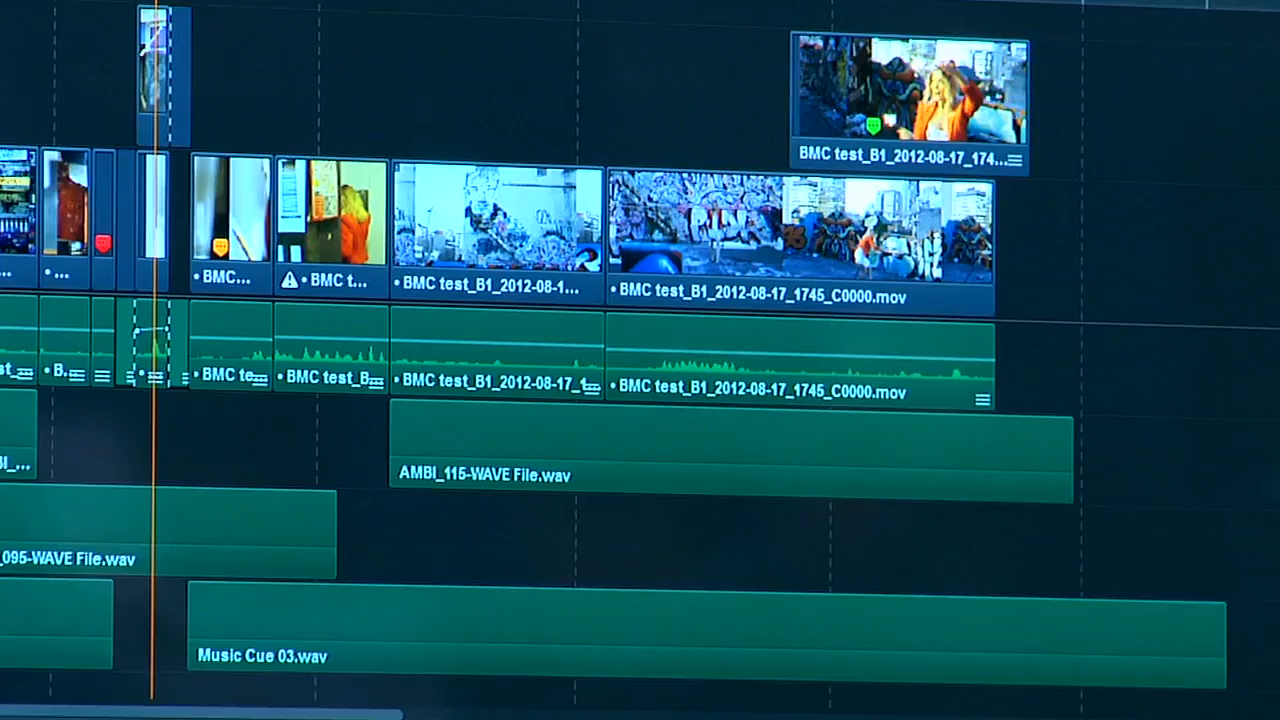 BMC test_B1_2012-08-17_174...
...
• ...
• BMC...
• BMC t...
• BMC test_B1_2012-08-1...
• BMC test_B1_2012-08-17_1745_C0000.mov
• B..
• BMC te
• BMC test_B
• BMC test_B1_2012-08-17_1
• BMC test_B1_2012-08-17_1745_C0000.mov
AMBI_115-WAVE File.wav
_095-WAVE File.wav
Music Cue 03.wav